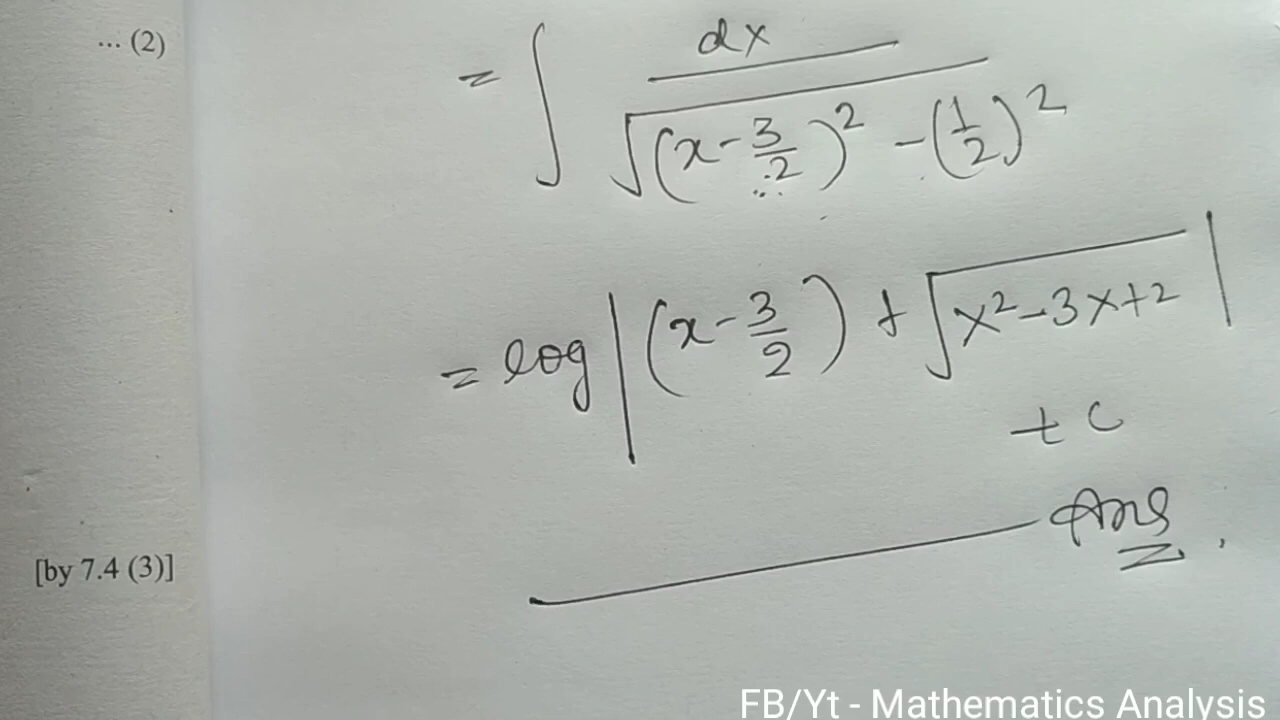 ... (2)
= ∫ dx / √((x - 3/2)² - (1/2)²)
= log |(x - 3/2) + √(x² - 3x + 2)|
+ c
Ans
[by 7.4 (3)]
FB/Yt - Mathematics Analysis